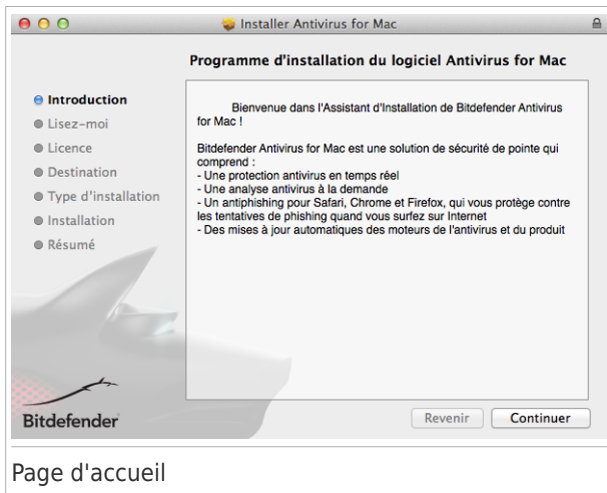 Installer Antivirus for Mac
Programme d'installation du logiciel Antivirus for Mac
Introduction
Lisez-moi
Licence
Destination
Type d'installation
Installation
Résumé
Bienvenue dans l'Assistant d'Installation de Bitdefender Antivirus
for Mac !
Bitdefender Antivirus for Mac est une solution de sécurité de pointe qui
comprend :
- Une protection antivirus en temps réel
- Une analyse antivirus à la demande
- Un antiphishing pour Safari, Chrome et Firefox, qui vous protège contre
les tentatives de phishing quand vous surfez sur Internet
- Des mises à jour automatiques des moteurs de l'antivirus et du produit
Bitdefender
Revenir
Continuer
Page d'accueil